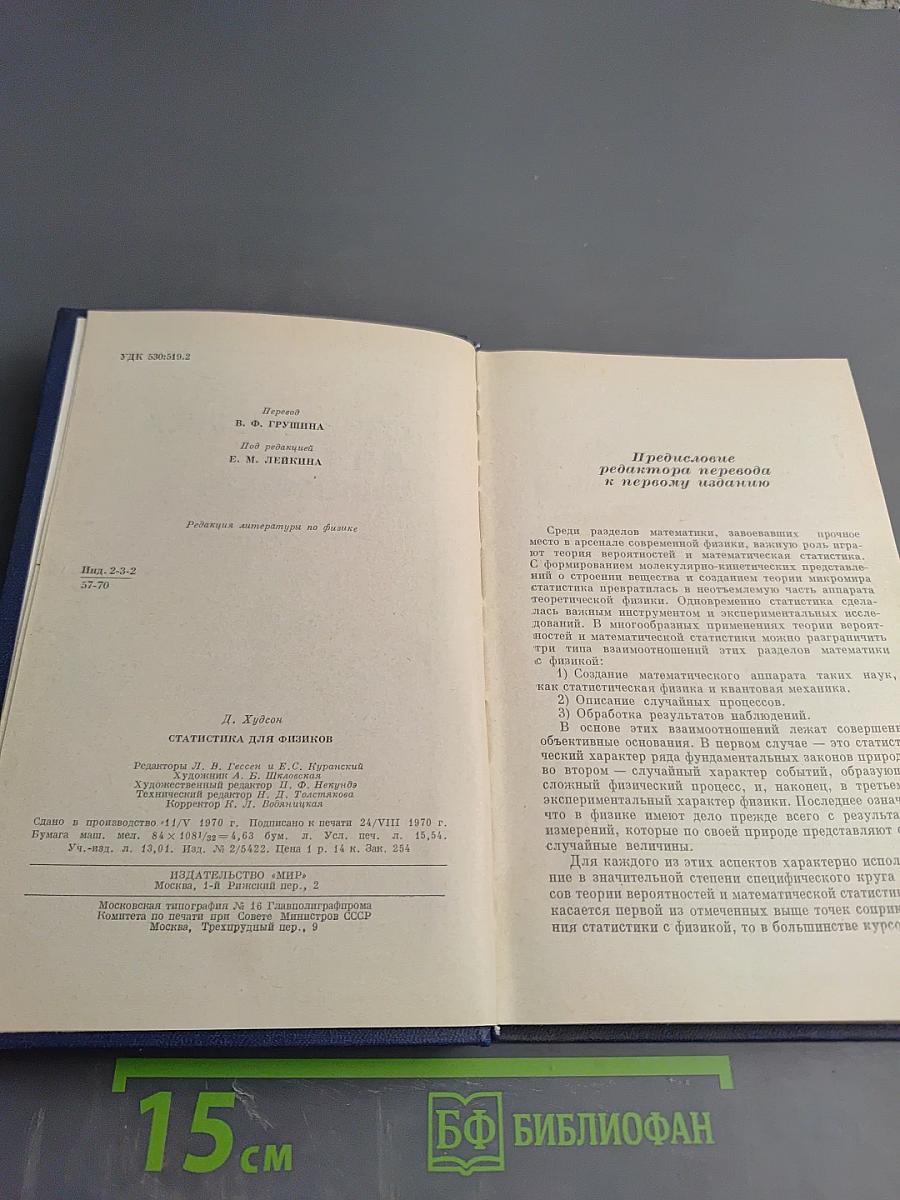 УДК 530:519.2
Перевод
В. Ф. ГРУШИНА
Под редакцией
Е. М. ЛЕЙКИНА
Редакция литературы по физике
Инд. 2-3-2
57-70
Д. Худсон
СТАТИСТИКА ДЛЯ ФИЗИКОВ
Редакторы Л. В. Гессен и Е.С. Куранский
Художник А. Б. Шкловская
Художественный редактор П. Ф. Некундэ
Технический редактор Н. Д. Толстякова
Корректор К. Л. Водяницкая
Сдано в производство 11/V 1970 г. Подписано к печати 24/VIII 1970 г.
Бумага маш. мел. 84 × 1081/32 = 4,63 бум. л. Усл. печ. л. 15,54.
Уч.-изд. л. 13,01. Изд. № 2/5422. Цена 1 р. 14 к. Зак. 254
ИЗДАТЕЛЬСТВО «МИР»
Москва, 1-й Рижский пер., 2
Московская типография № 16 Главполиграфпрома
Комитета по печати при Совете Министров СССР
Москва, Трехпрудный пер., 9
Предисловие
редактора перевода
к первому изданию
Среди разделов математики, завоевавших прочное
место в арсенале современной физики, важную роль игра-
ют теория вероятностей и математическая статистика.
С формированием молекулярно-кинетических представле-
ний о строении вещества и созданием теории микромира
статистика превратилась в неотъемлемую часть аппарата
теоретической физики. Одновременно статистика сдела-
лась важным инструментом и экспериментальных иссле-
дований. В многообразных применениях теории вероят-
ностей и математической статистики можно разграничить
три типа взаимоотношений этих разделов математики
с физикой:
1) Создание математического аппарата таких наук,
как статистическая физика и квантовая механика.
2) Описание случайных процессов.
3) Обработка результатов наблюдений.
В основе этих взаимоотношений лежат совершенн
объективные основания. В первом случае — это статист
ческий характер ряда фундаментальных законов природ
во втором — случайный характер событий, образующ
сложный физический процесс, и, наконец, в третьем
экспериментальный характер физики. Последнее означ
что в физике имеют дело прежде всего с результа
измерений, которые по своей природе представляют с
случайные величины.
Для каждого из этих аспектов характерно испол
ние в значительной степени специфического круга
сов теории вероятностей и математической статисти
касается первой из отмеченных выше точек соприк
ния статистики с физикой, то в большинстве курсо
15 см
БФ БИБЛИОФАН